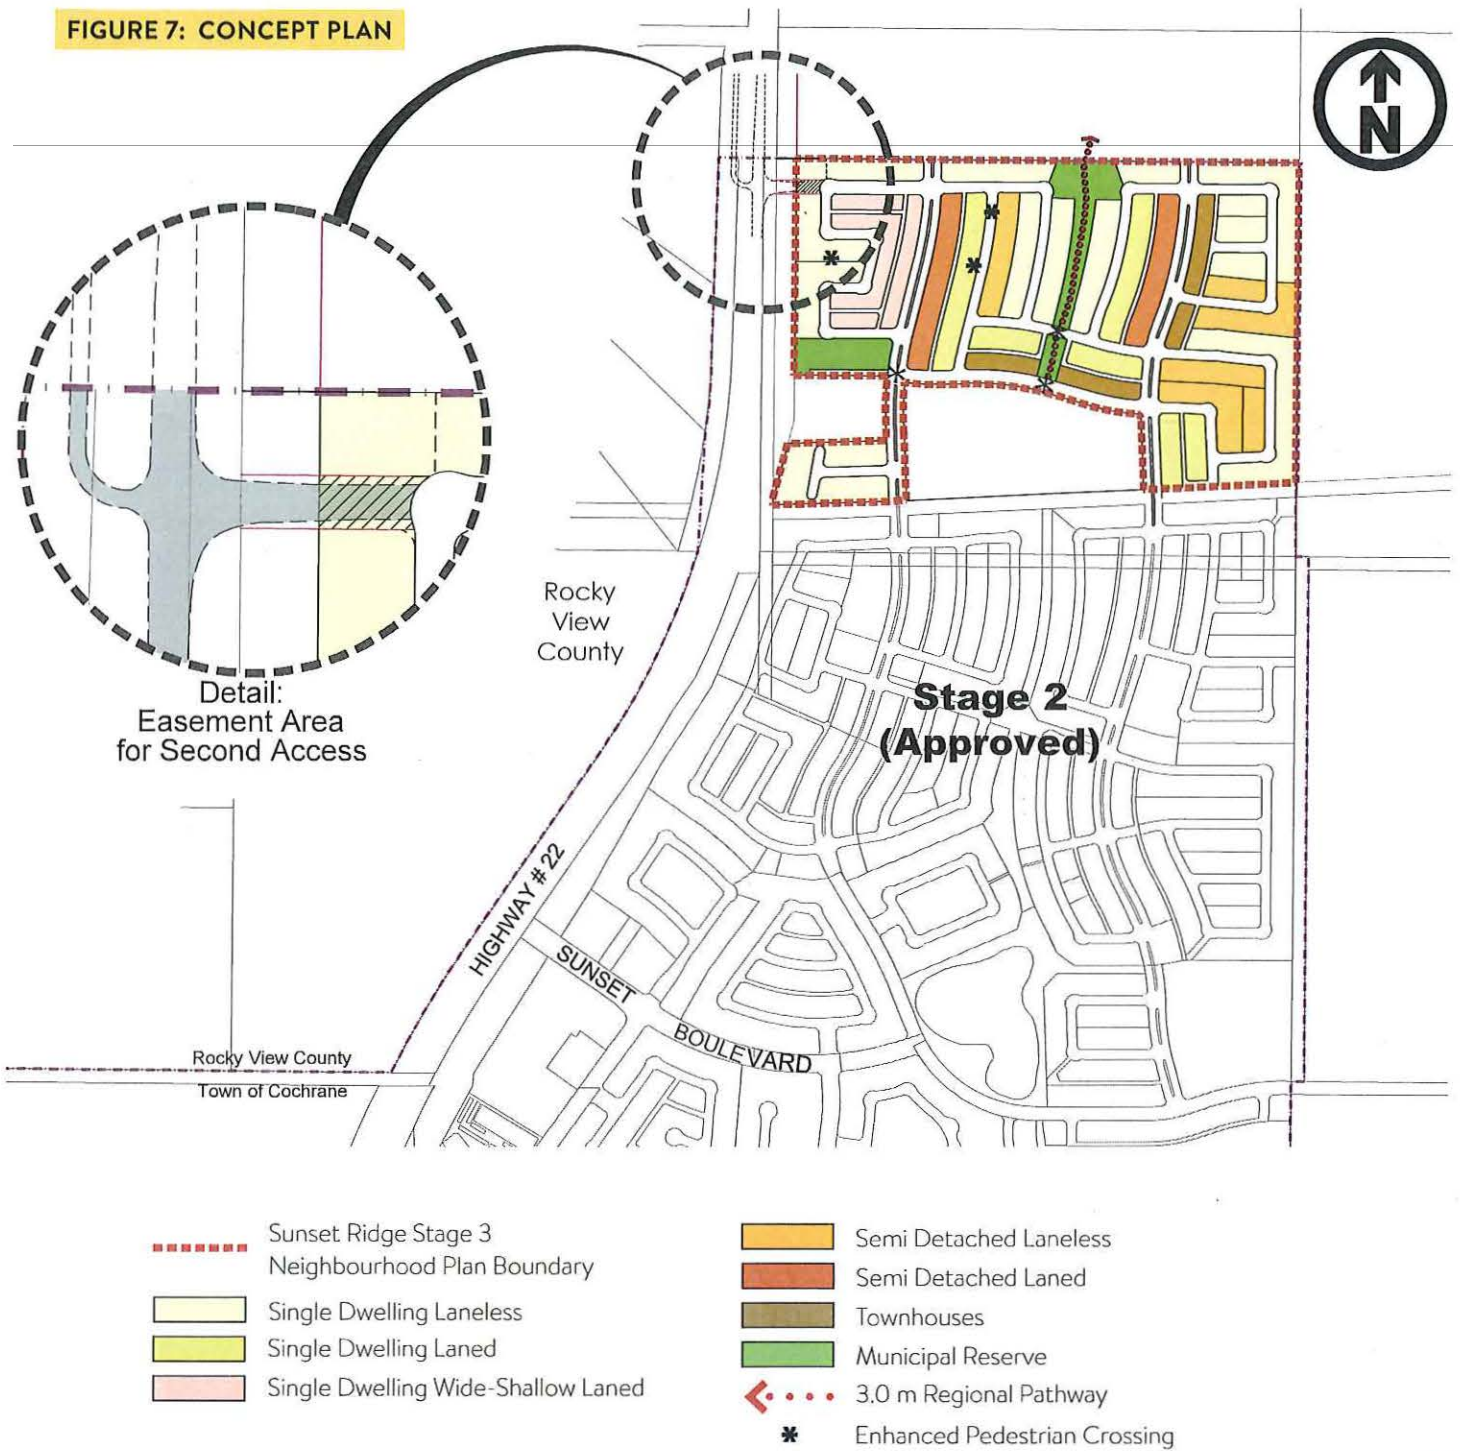 FIGURE 7: CONCEPT PLAN
N
Detail:
Easement Area
for Second Access
Rocky
View
County
Stage 2
(Approved)
HIGHWAY # 22
SUNSET
BOULEVARD
Rocky View County
Town of Cochrane
Sunset Ridge Stage 3
Neighbourhood Plan Boundary
Single Dwelling Laneless
Single Dwelling Laned
Single Dwelling Wide-Shallow Laned
Semi Detached Laneless
Semi Detached Laned
Townhouses
Municipal Reserve
3.0 m Regional Pathway
Enhanced Pedestrian Crossing